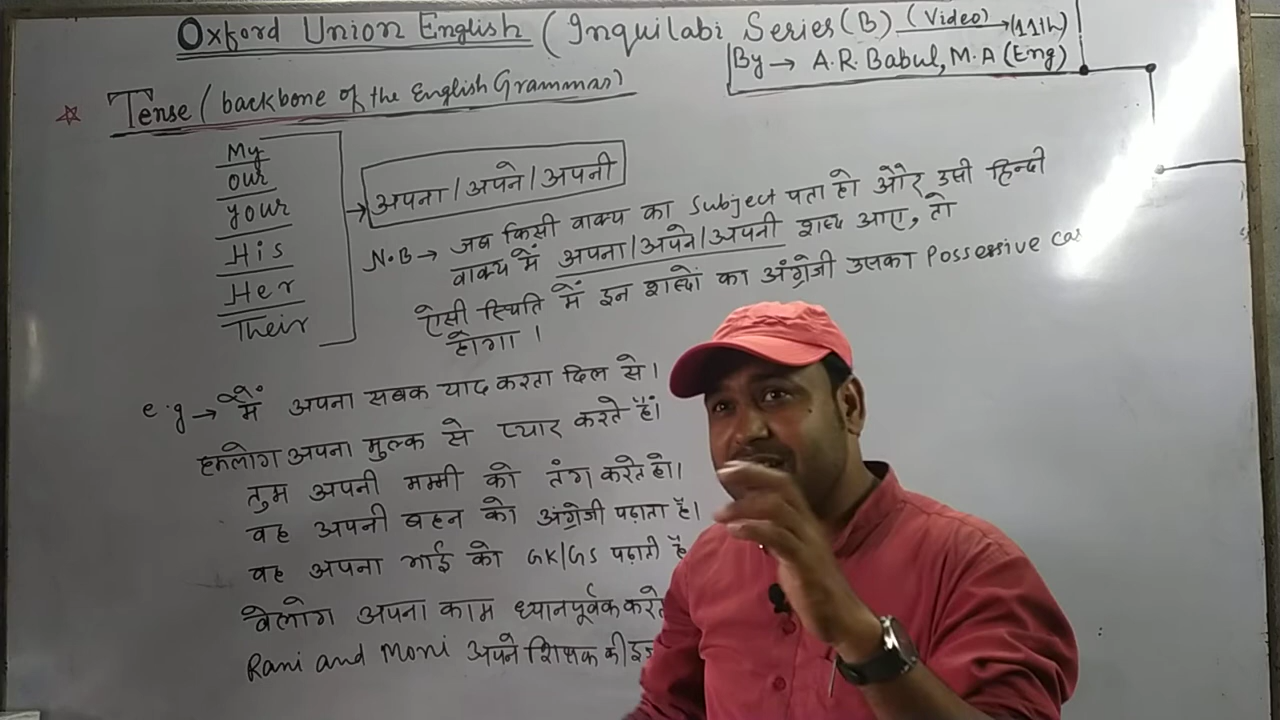 Oxford Union English (Inquilabi Series (B) (Video) → (11th)
By → A.R. Babul, M.A (Eng)
Tense (backbone of the English Grammar)
My
our
your
His
Her
Their
→ अपना / अपने / अपनी
N.B → जब किसी वाक्य का Subject पता हो और उसी हिन्दी
वाक्य में अपना/अपने/अपनी शब्द आए, तो
ऐसी स्थिति में इन शब्दों का अंग्रेजी उसका Possessive
होगा ।
e.g → मैं अपना सबक याद करता दिल से।
हमलोग अपना मुल्क से प्यार करते हैं।
तुम अपनी मम्मी को तंग करते हो।
वह अपनी बहन को अंग्रेजी पढ़ाता है।
वह अपना भाई को GK/GS पढ़ाती है
वेलोग अपना काम ध्यानपूर्वक करते
Rani and Moni अपने शिक्षक की